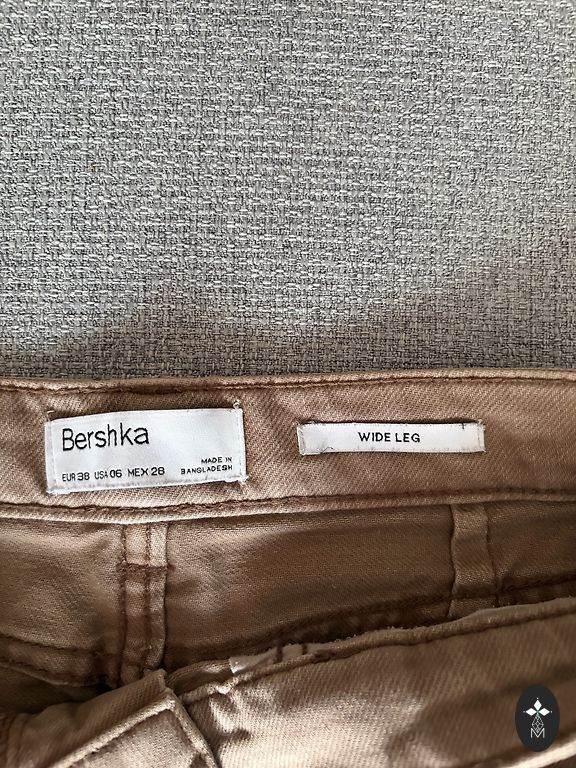 Bershka
MADE IN
BANGLADESH
EUR 38 USA 06 MEX 28
WIDE LEG
M